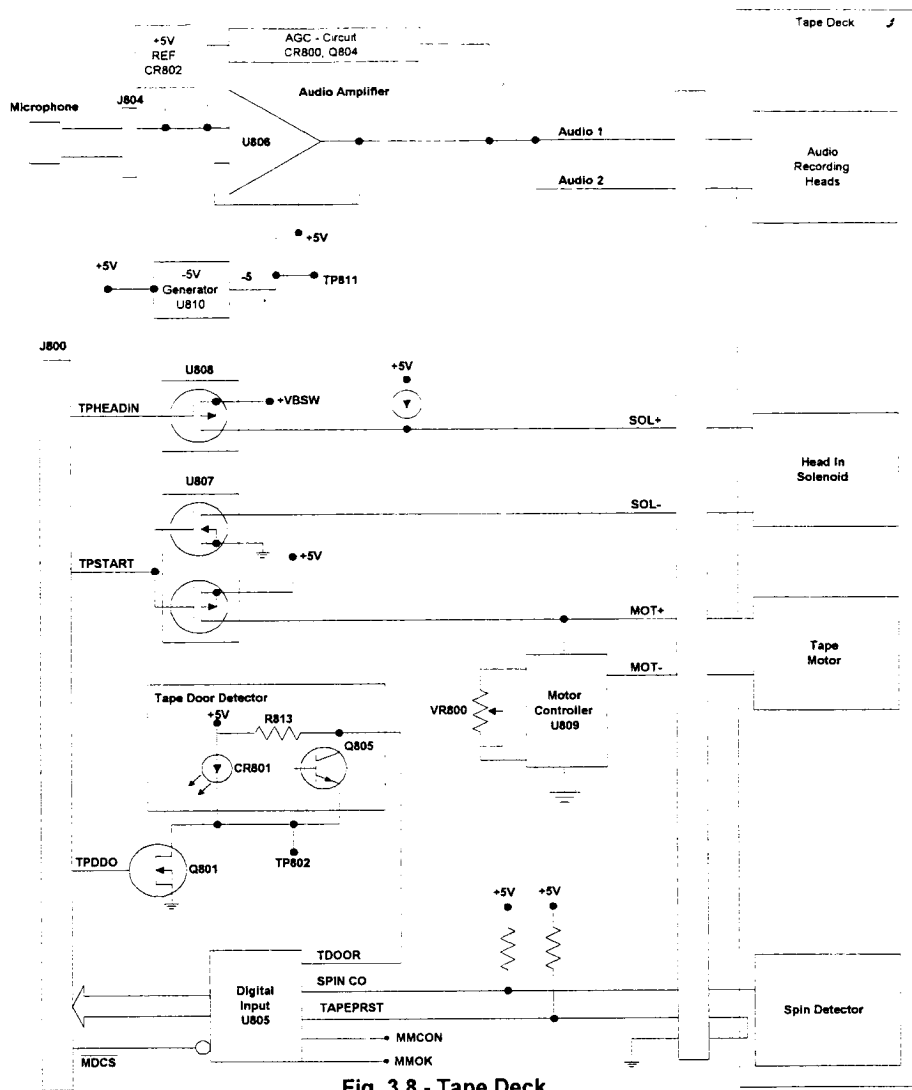 Tape Deck
+5V
REF
CR802
AGC - Circuit
CR800, Q804
Audio Amplifier
Microphone
J804
U806
Audio 1
Audio 2
Audio
Recording
Heads
+5V
+5V
-5V
Generator
U810
-5
TP811
J800
U808
+5V
TPHEADIN
+VBSW
SOL+
Head In
Solenoid
U807
SOL-
+5V
TPSTART
MOT+
Tape
Motor
MOT-
Tape Door Detector
+5V
R813
Q805
CR801
VR800
Motor
Controller
U809
TPDDO
Q801
TP802
+5V
+5V
TDOOR
SPIN CO
TAPEPRST
Digital
Input
U805
Spin Detector
MMCON
MDCS
MMOK
Fig. 3.8 - Tape Deck